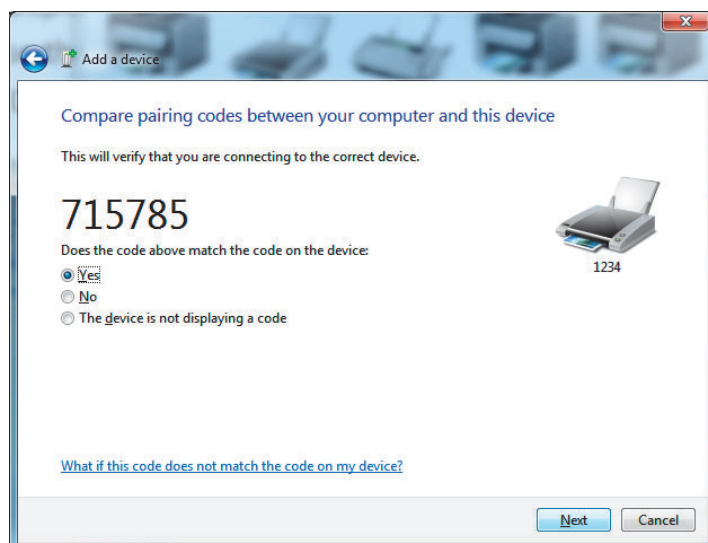 Add a device
Compare pairing codes between your computer and this device
This will verify that you are connecting to the correct device.
715785
Does the code above match the code on the device:
Yes
No
The device is not displaying a code
1234
What if this code does not match the code on my device?
Next
Cancel